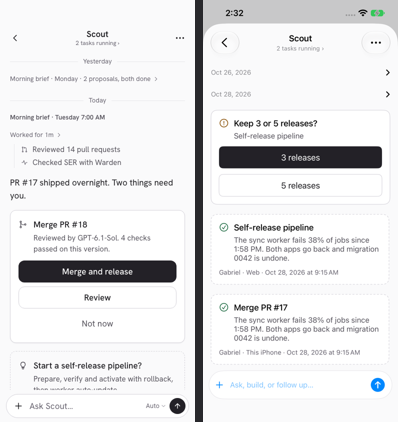 Scout
2 tasks running ›
Yesterday
Morning brief · Monday · 2 proposals, both done ›
Today
Morning brief · Tuesday 7:00 AM
Worked for 1m ›
Reviewed 14 pull requests
Checked SER with Warden
PR #17 shipped overnight. Two things need
you.
Merge PR #18
Reviewed by GPT-6.1-Sol. 4 checks
passed on this version.
Merge and release
Review
Not now
Start a self-release pipeline?
Prepare, verify and activate with rollback,
Ask Scout...
Auto
2:32
Scout
2 tasks running ›
Oct 26, 2026
Oct 28, 2026
Keep 3 or 5 releases?
Self-release pipeline
3 releases
5 releases
Self-release pipeline
The sync worker fails 38% of jobs since
1:58 PM. Both apps go back and migration
0042 is undone.
Gabriel · Web · Oct 28, 2026 at 9:15 AM
Merge PR #17
The sync worker fails 38% of jobs since
1:58 PM. Both apps go back and migration
0042 is undone.
Gabriel · This iPhone · Oct 28, 2026 at 9:15 AM
Ask, build, or follow up...